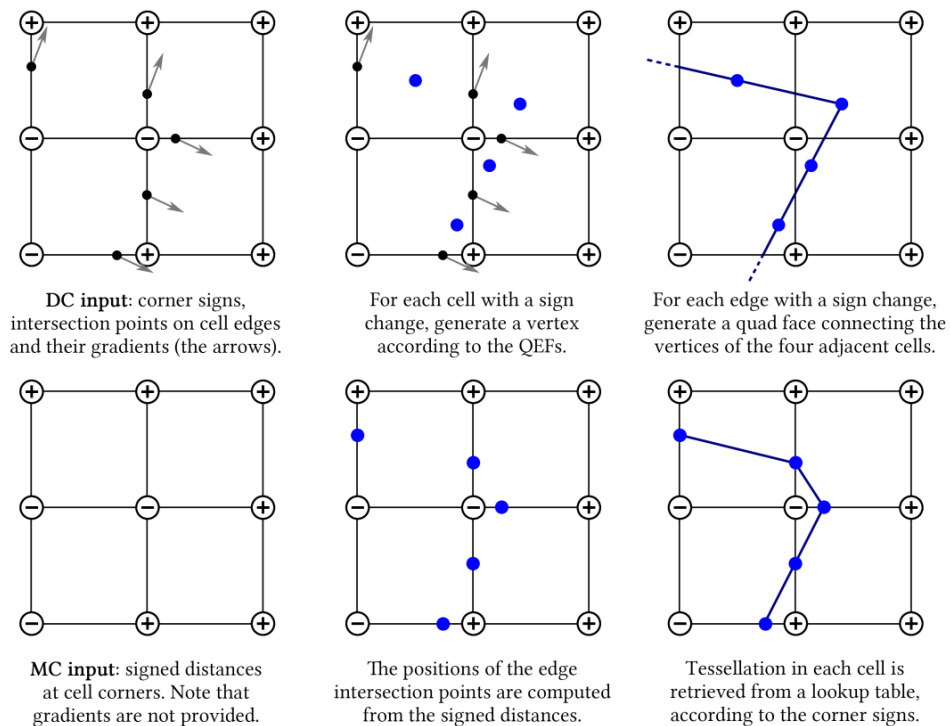 + + +
− − +
− + +
DC input: corner signs,
intersection points on cell edges
and their gradients (the arrows).
+ + +
− − +
− + +
For each cell with a sign
change, generate a vertex
according to the QEFs.
+ + +
− − +
− + +
For each edge with a sign change,
generate a quad face connecting the
vertices of the four adjacent cells.
+ + +
− − +
− + +
MC input: signed distances
at cell corners. Note that
gradients are not provided.
+ + +
− − +
− + +
The positions of the edge
intersection points are computed
from the signed distances.
+ + +
− − +
− + +
Tessellation in each cell is
retrieved from a lookup table,
according to the corner signs.